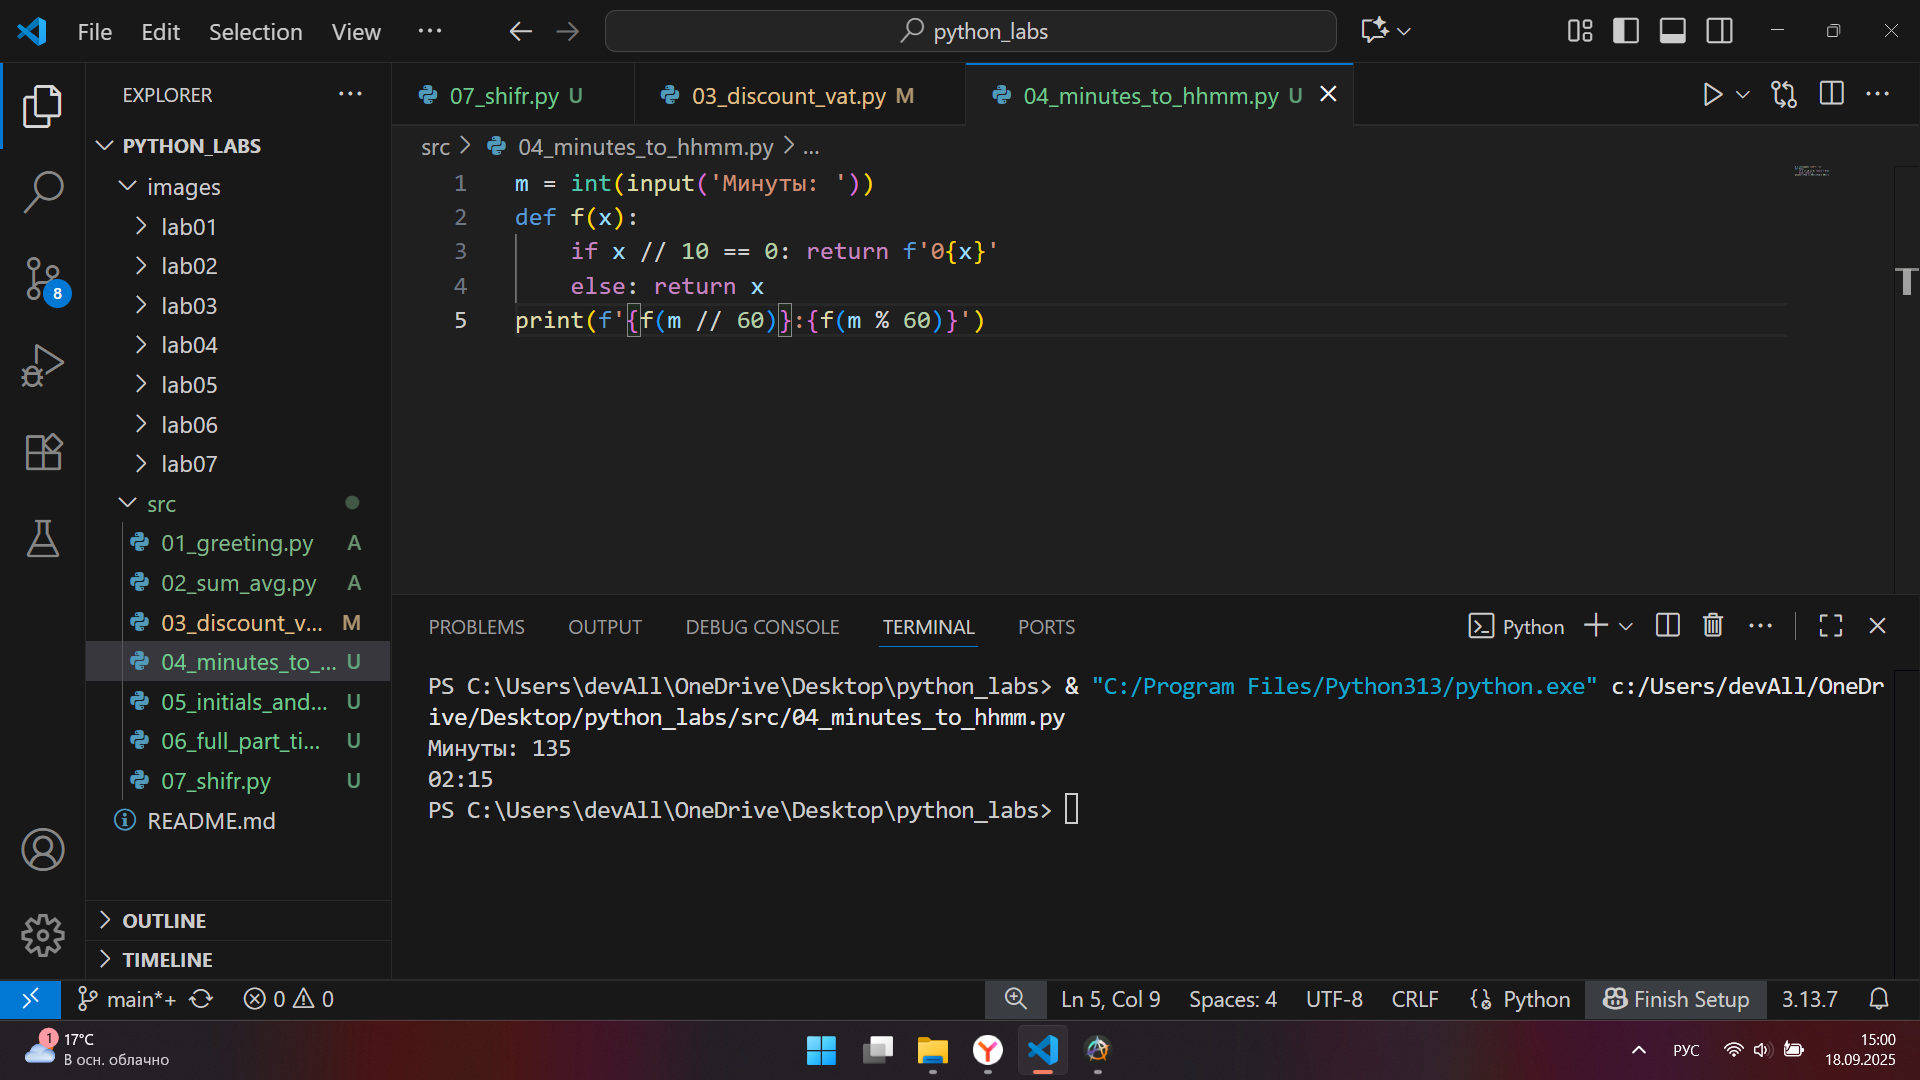 File Edit Selection View ... python_labs
EXPLORER ...
PYTHON_LABS
images
lab01
lab02
lab03
lab04
lab05
lab06
lab07
src
01_greeting.py A
02_sum_avg.py A
03_discount_v... M
04_minutes_to_... U
05_initials_and... U
06_full_part_ti... U
07_shifr.py U
README.md
OUTLINE
TIMELINE
8
07_shifr.py U 03_discount_vat.py M 04_minutes_to_hhmm.py U
src > 04_minutes_to_hhmm.py > ...
1 m = int(input('Минуты: '))
2 def f(x):
3 if x // 10 == 0: return f'0{x}'
4 else: return x
5 print(f'{f(m // 60)}:{f(m % 60)}')
PROBLEMS OUTPUT DEBUG CONSOLE TERMINAL PORTS Python
PS C:\Users\devAll\OneDrive\Desktop\python_labs> & "C:/Program Files/Python313/python.exe" c:/Users/devAll/OneDr
ive/Desktop/python_labs/src/04_minutes_to_hhmm.py
Минуты: 135
02:15
PS C:\Users\devAll\OneDrive\Desktop\python_labs>
main*+ 0 0 Ln 5, Col 9 Spaces: 4 UTF-8 CRLF Python Finish Setup 3.13.7
1 17°C
В осн. облачно
РУС
15:00
18.09.2025